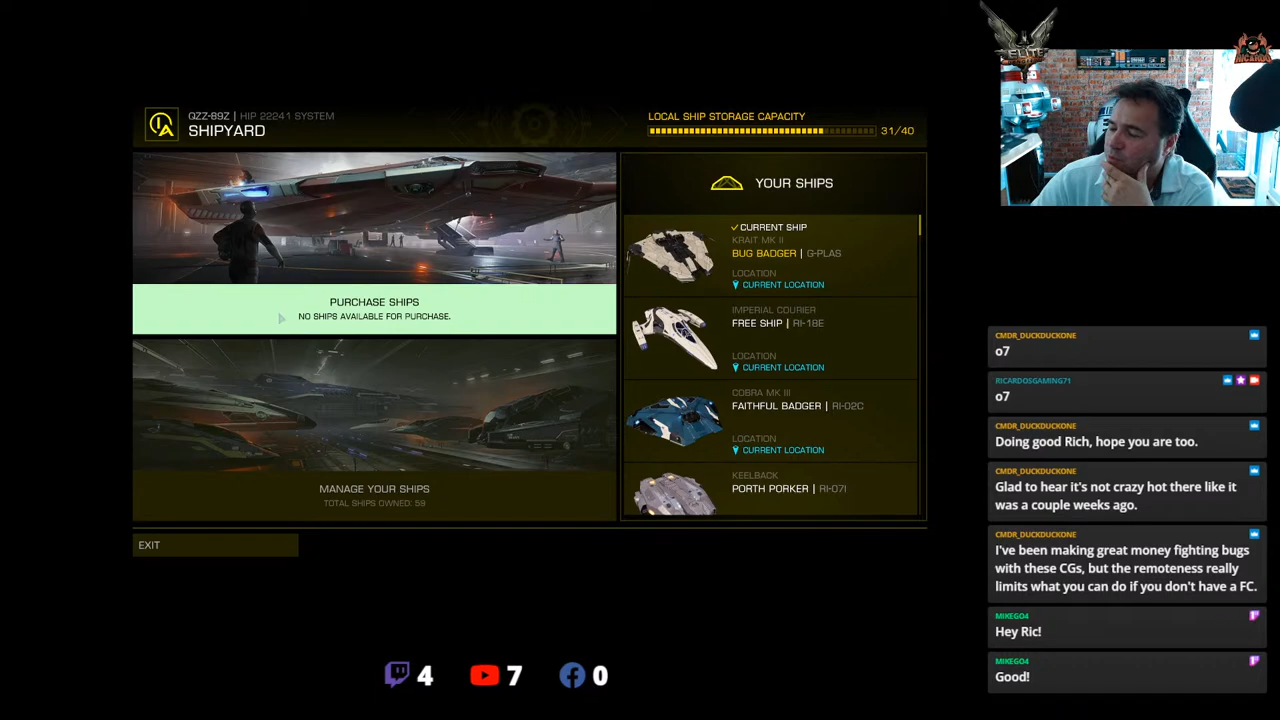 QZZ-89Z | HIP 22241 SYSTEM
SHIPYARD
LOCAL SHIP STORAGE CAPACITY
31/40
PURCHASE SHIPS
NO SHIPS AVAILABLE FOR PURCHASE.
MANAGE YOUR SHIPS
TOTAL SHIPS OWNED: 59
EXIT
YOUR SHIPS
CURRENT SHIP
KRAIT MK II
BUG BADGER | G-PLAS
LOCATION
CURRENT LOCATION
IMPERIAL COURIER
FREE SHIP | RI-18E
LOCATION
CURRENT LOCATION
COBRA MK III
FAITHFUL BADGER | RI-02C
LOCATION
CURRENT LOCATION
KEELBACK
PORTH PORKER | RI-07I
ELITE
RICARDO
CMDR_DUCKDUCKONE
o7
RICARDOSGAMING71
o7
CMDR_DUCKDUCKONE
Doing good Rich, hope you are too.
CMDR_DUCKDUCKONE
Glad to hear it's not crazy hot there like it
was a couple weeks ago.
CMDR_DUCKDUCKONE
I've been making great money fighting bugs
with these CGs, but the remoteness really
limits what you can do if you don't have a FC.
MIKEGO4
Hey Ric!
MIKEGO4
Good!
4
7
0